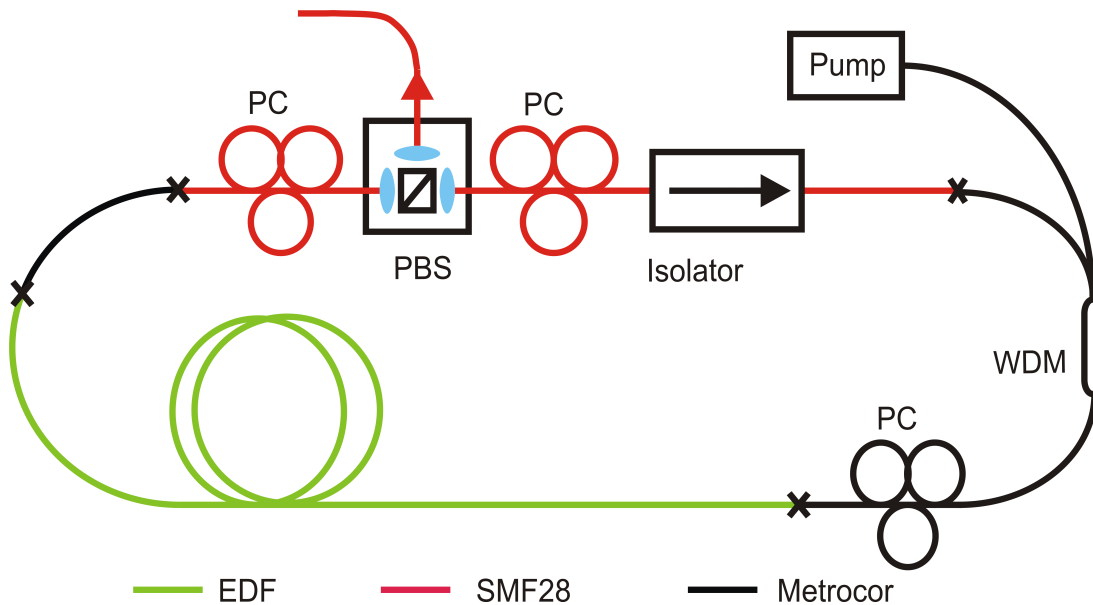 Pump
PC
PC
PBS
Isolator
WDM
PC
EDF
SMF28
Metrocor